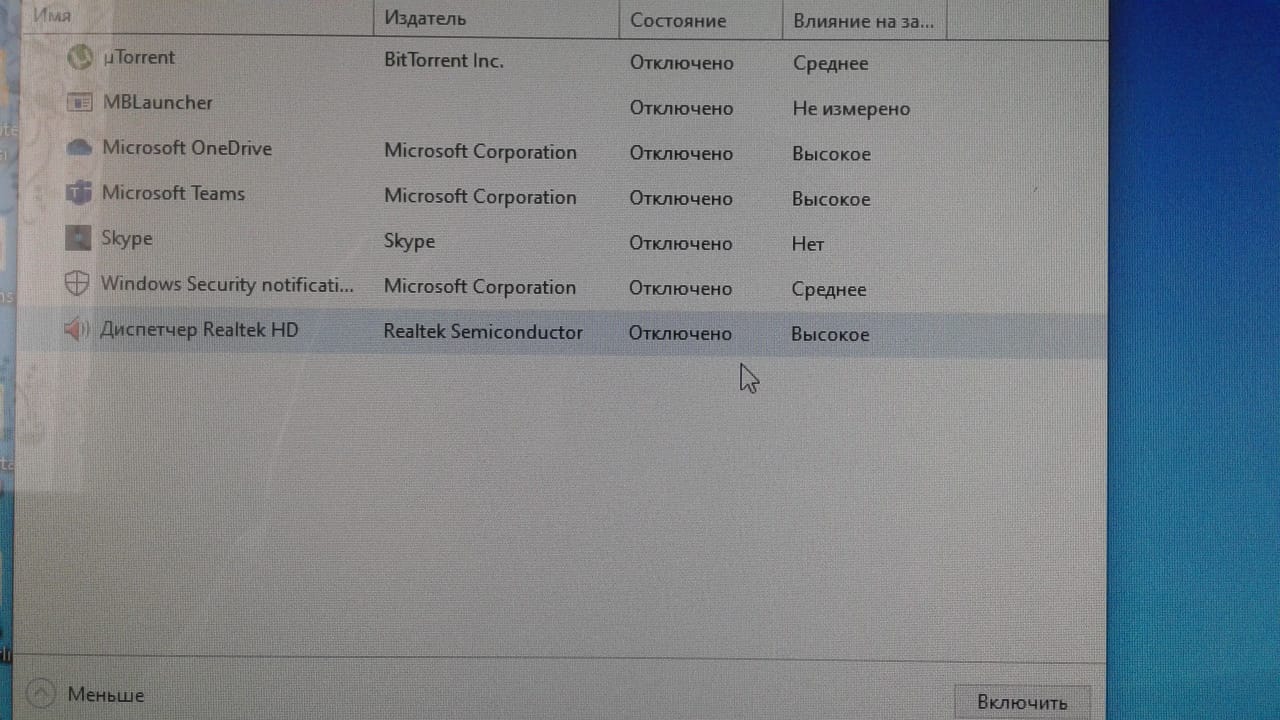 Имя Издатель Состояние Влияние на за...
µTorrent BitTorrent Inc. Отключено Среднее
MBLauncher Отключено Не измерено
Microsoft OneDrive Microsoft Corporation Отключено Высокое
Microsoft Teams Microsoft Corporation Отключено Высокое
Skype Skype Отключено Нет
Windows Security notificati... Microsoft Corporation Отключено Среднее
Диспетчер Realtek HD Realtek Semiconductor Отключено Высокое
Меньше Включить